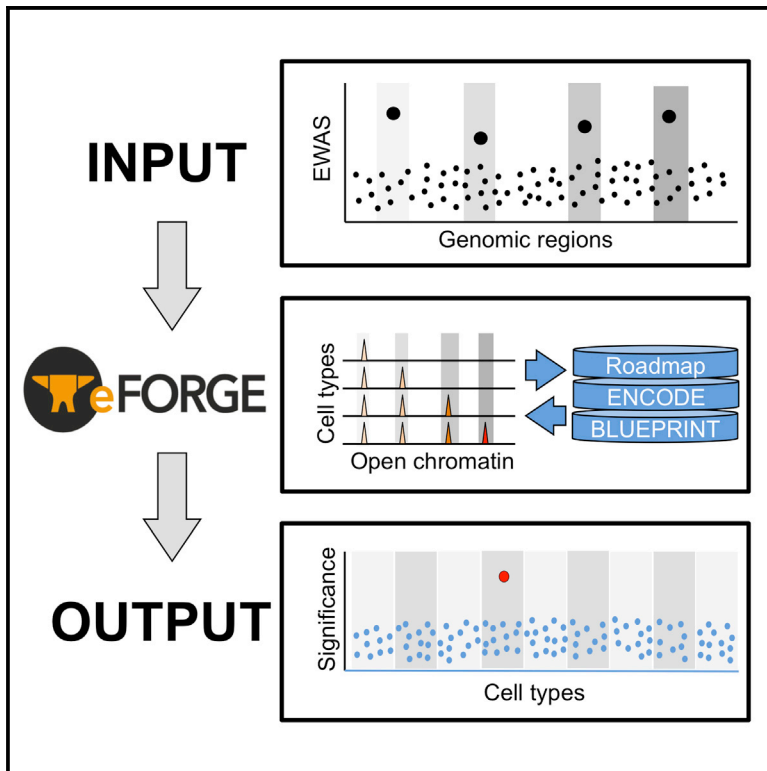 INPUT
EWAS
Genomic regions
eFORGE
Cell types
Open chromatin
Roadmap
ENCODE
BLUEPRINT
OUTPUT
Significance
Cell types